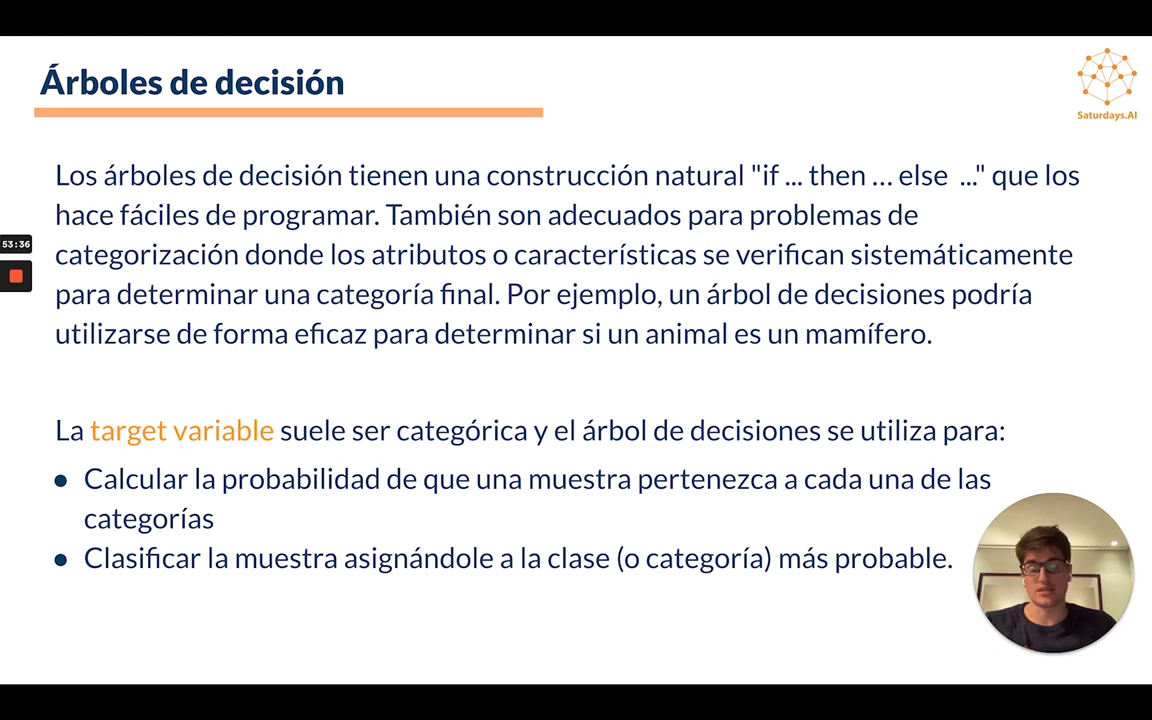 Árboles de decisión
Saturdays.AI
Los árboles de decisión tienen una construcción natural "if ... then ... else ..." que los
hace fáciles de programar. También son adecuados para problemas de
53:36
categorización donde los atributos o características se verifican sistemáticamente
para determinar una categoría final. Por ejemplo, un árbol de decisiones podría
utilizarse de forma eficaz para determinar si un animal es un mamífero.
La target variable suele ser categórica y el árbol de decisiones se utiliza para:
● Calcular la probabilidad de que una muestra pertenezca a cada una de las
categorías
● Clasificar la muestra asignándole a la clase (o categoría) más probable.